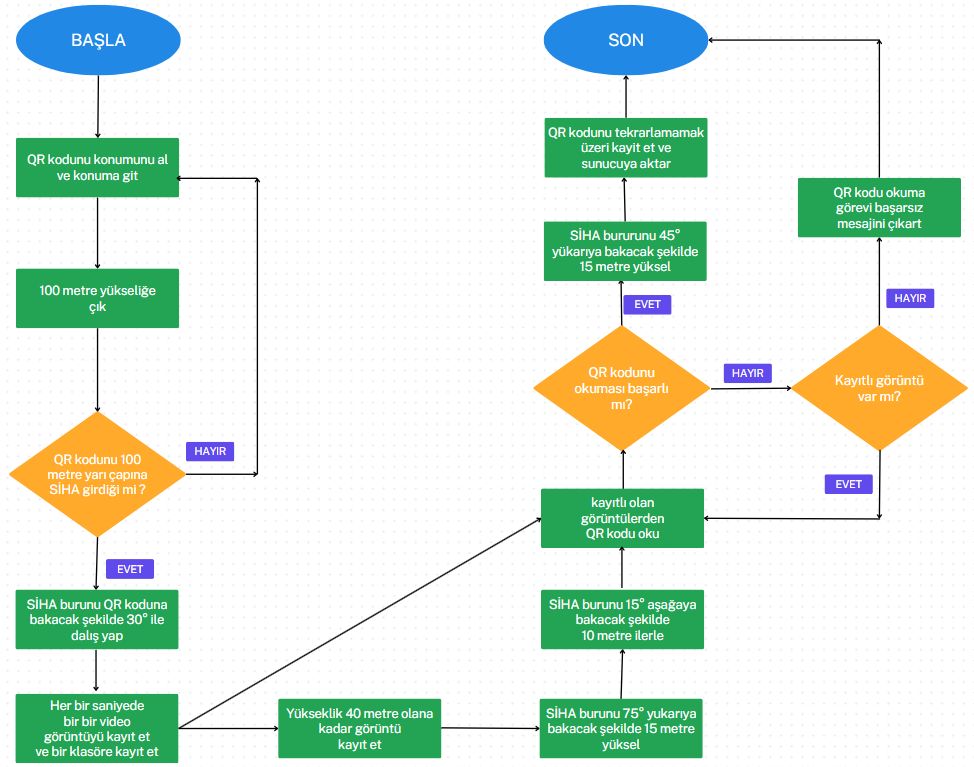 BAŞLA
QR kodunu konumunu al
ve konuma git
100 metre yükseliğe
çık
QR kodunu 100
metre yarı çapına
SİHA girdiği mi ?
HAYIR
EVET
SİHA burunu QR koduna
bakacak şekilde 30° ile
dalış yap
Her bir saniyede
bir bir video
görüntüyü kayit et
ve bir klasöre kayit et
Yükseklik 40 metre olana
kadar görüntü
kayıt et
SİHA burunu 75° yukarıya
bakacak şekilde 15 metre
yüksel
SİHA burunu 15° aşağaya
bakacak şekilde
10 metre ilerle
kayıtlı olan
görüntülerden
QR kodu oku
QR kodunu
okuması başarlı
mı?
EVET
HAYIR
SİHA bururunu 45°
yükarıya bakacak şekilde
15 metre yüksel
QR kodunu tekrarlamamak
üzeri kayit et ve
sunucuya aktar
SON
Kayıtlı görüntü
var mı?
EVET
HAYIR
QR kodu okuma
görevi başarsız
mesajini çıkart